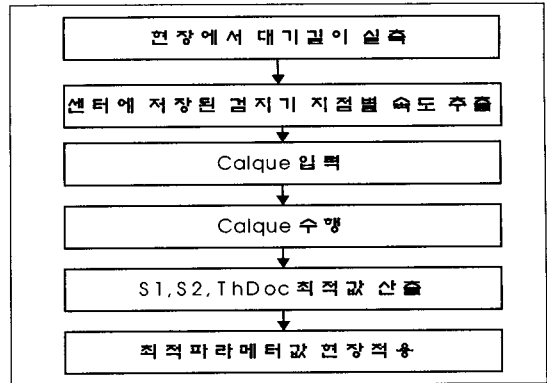 현장에서 대기길이 실측
센터에 저장된 검지기 지점별 속도 추출
Calque 입력
Calque 수행
S1,S2,ThDoc 최적값 산출
최적파라메터값 현장적용